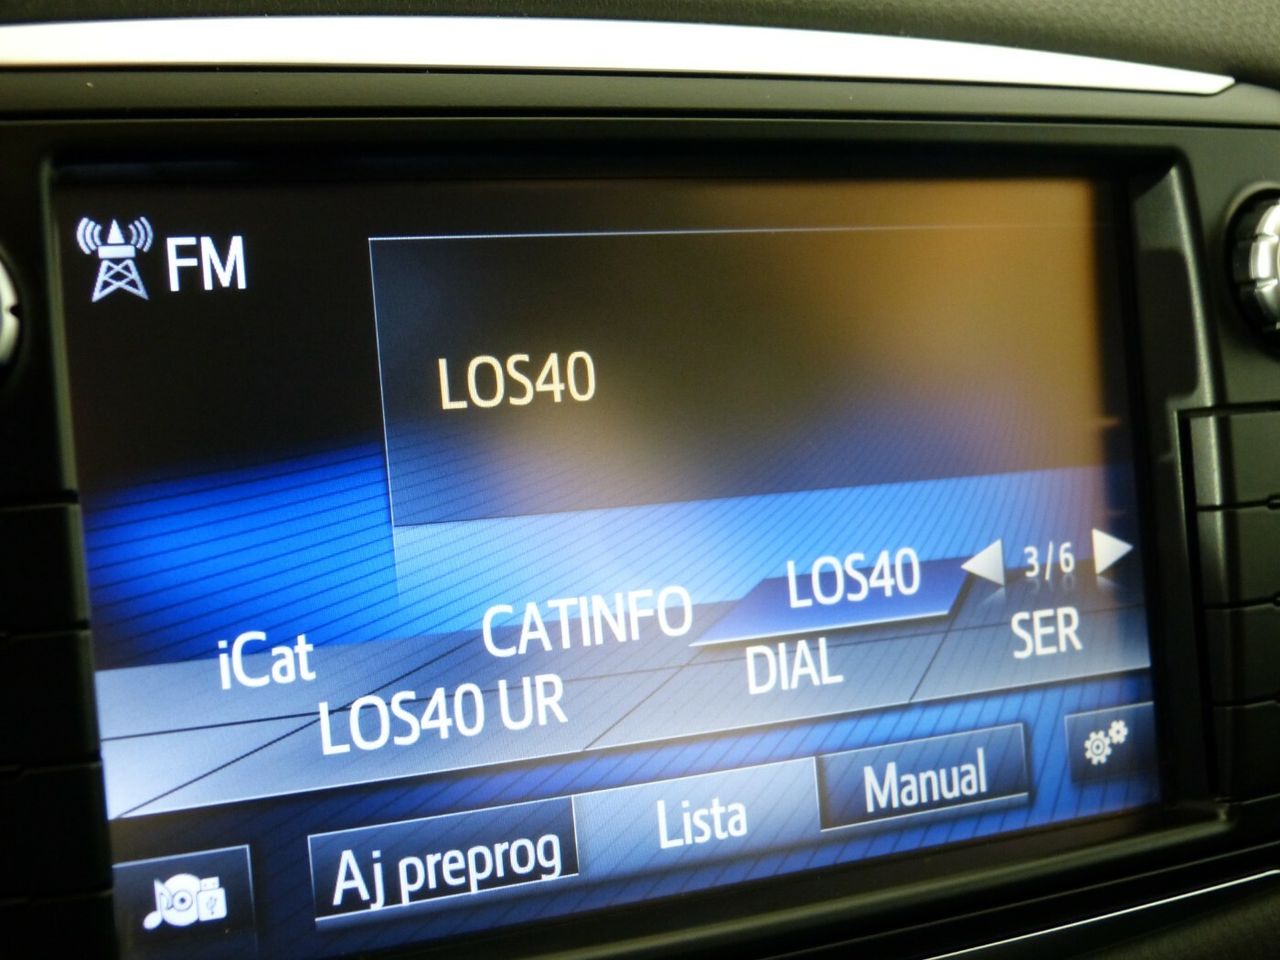 FM
LOS40
iCat
CATINFO
LOS40
3/6
LOS40 UR
DIAL
SER
Aj preprog
Lista
Manual